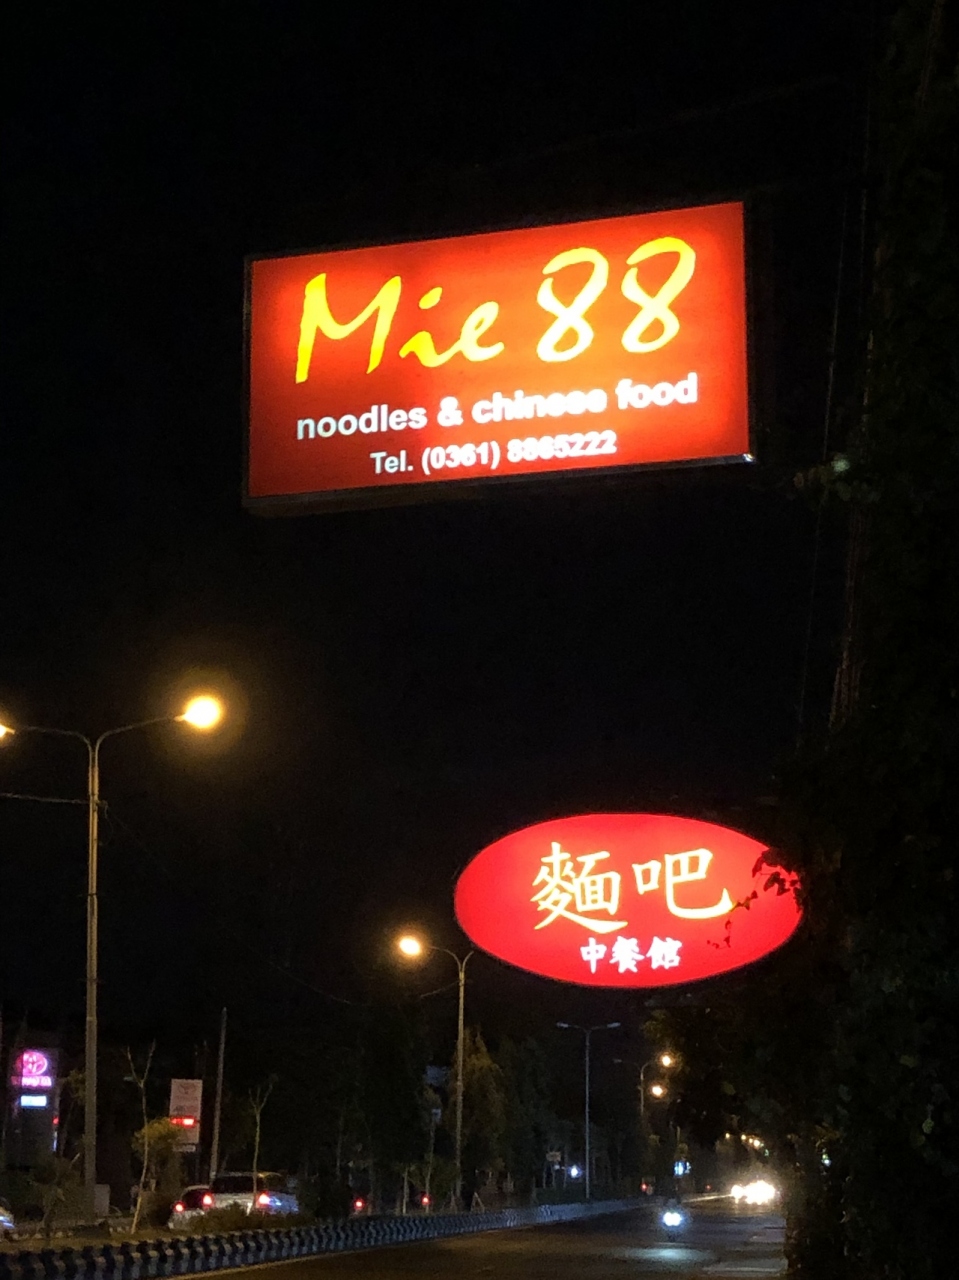 Mie 88
noodles & chinese food
Tel. (0361) 8865222
麵吧
中餐館